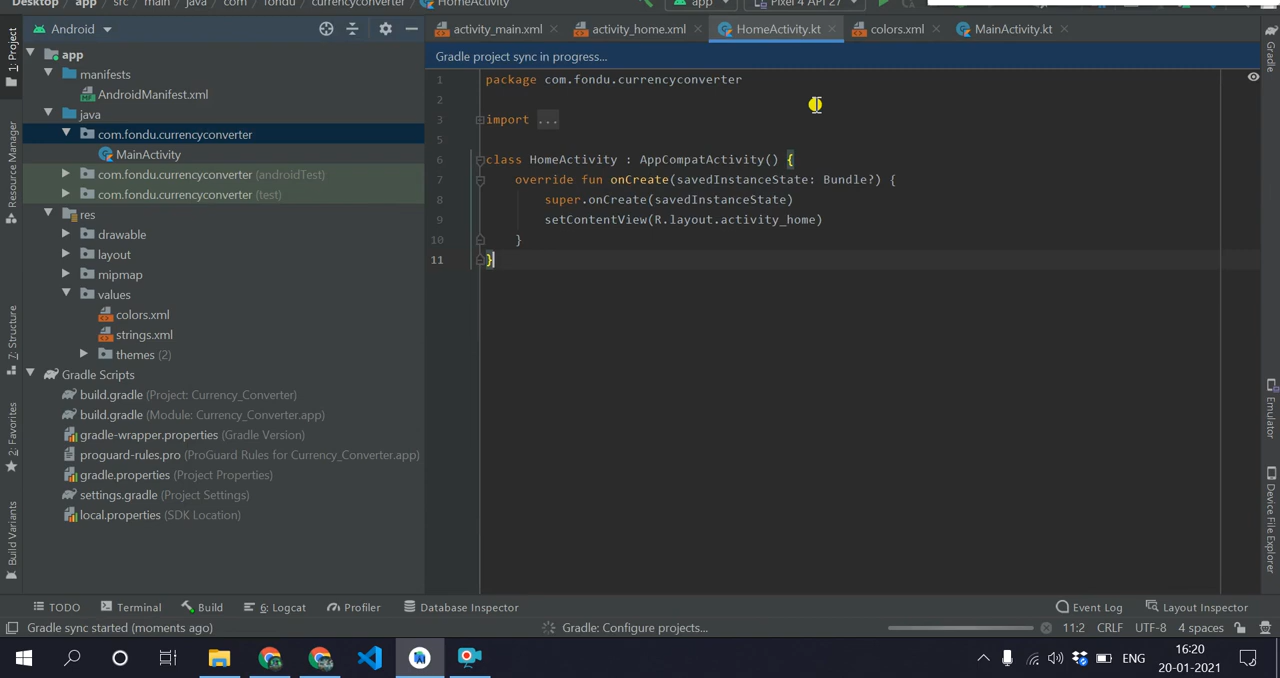 Desktop › app › src › main › java › com › fondu › currencyconverter › HomeActivity
app
Pixel 4 API 27
1: Project
Resource Manager
7: Structure
2: Favorites
Build Variants
Android
app
manifests
AndroidManifest.xml
java
com.fondu.currencyconverter
MainActivity
com.fondu.currencyconverter (androidTest)
com.fondu.currencyconverter (test)
res
drawable
layout
mipmap
values
colors.xml
strings.xml
themes (2)
Gradle Scripts
build.gradle (Project: Currency_Converter)
build.gradle (Module: Currency_Converter.app)
gradle-wrapper.properties (Gradle Version)
proguard-rules.pro (ProGuard Rules for Currency_Converter.app)
gradle.properties (Project Properties)
settings.gradle (Project Settings)
local.properties (SDK Location)
activity_main.xml
activity_home.xml
HomeActivity.kt
colors.xml
MainActivity.kt
Gradle project sync in progress...
1 package com.fondu.currencyconverter
2
3 import ...
5
6 class HomeActivity : AppCompatActivity() {
7 override fun onCreate(savedInstanceState: Bundle?) {
8 super.onCreate(savedInstanceState)
9 setContentView(R.layout.activity_home)
10 }
11 }
Gradle
Emulator
Device File Explorer
TODO
Terminal
Build
6: Logcat
Profiler
Database Inspector
Event Log
Layout Inspector
Gradle sync started (moments ago)
Gradle: Configure projects...
11:2 CRLF UTF-8 4 spaces
ENG
16:20
20-01-2021